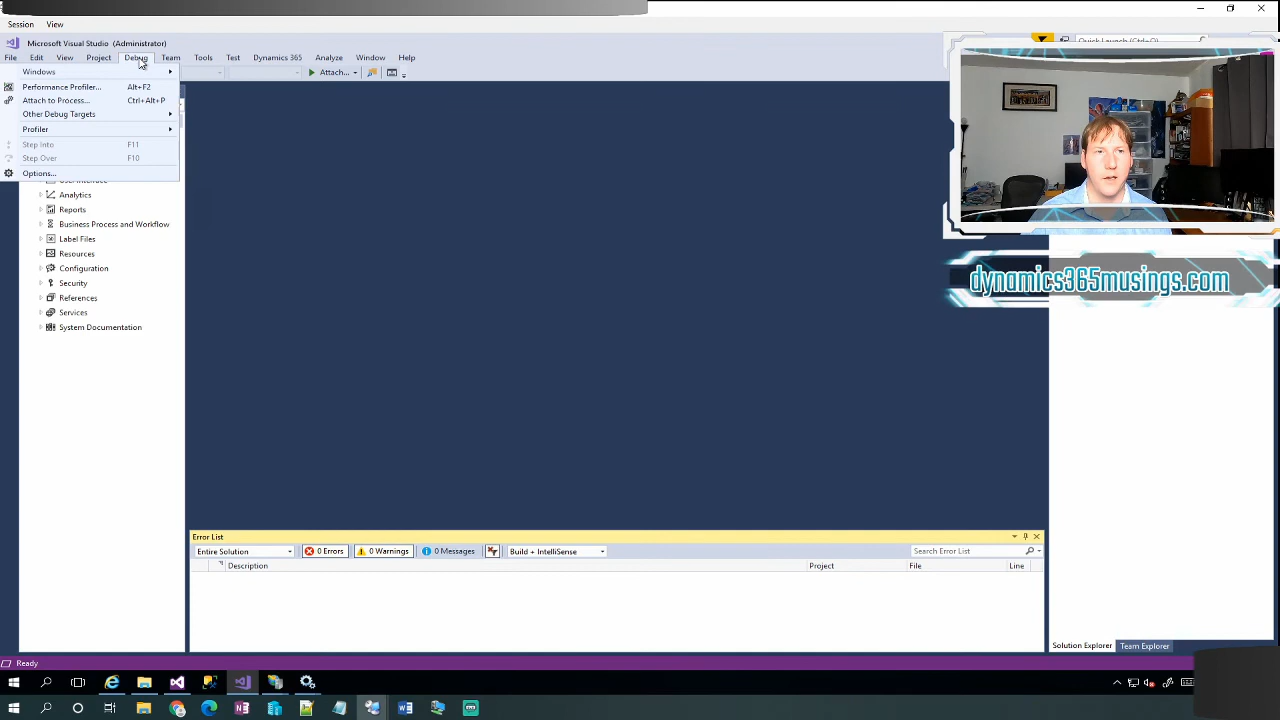 Session View
Microsoft Visual Studio (Administrator)
File Edit View Project Debug Team Tools Test Dynamics 365 Analyze Window Help
Attach...
Windows
Performance Profiler... Alt+F2
Attach to Process... Ctrl+Alt+P
Other Debug Targets
Profiler
Step Into F11
Step Over F10
Options...
Analytics
Reports
Business Process and Workflow
Label Files
Resources
Configuration
Security
References
Services
System Documentation
dynamics365musings.com
Error List
Entire Solution 0 Errors 0 Warnings 0 Messages Build + IntelliSense Search Error List
Description Project File Line
Solution Explorer Team Explorer
Ready